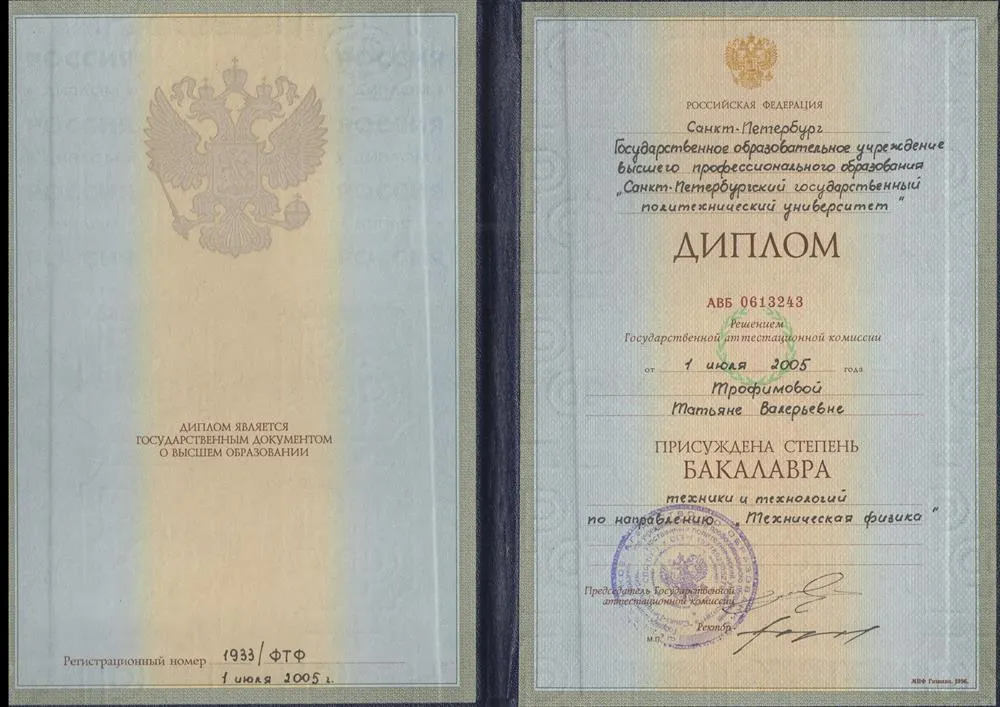 ДИПЛОМ ЯВЛЯЕТСЯ
ГОСУДАРСТВЕННЫМ ДОКУМЕНТОМ
О ВЫСШЕМ ОБРАЗОВАНИИ
Регистрационный номер 1933/ФТФ
1 июля 2005 г.
РОССИЙСКАЯ ФЕДЕРАЦИЯ
Санкт-Петербург
Государственное образовательное учреждение
высшего профессионального образования
„Санкт-Петербургский государственный
политехнический университет"
ДИПЛОМ
АВБ 0613243
Решением
Государственной аттестационной комиссии
от 1 июля 2005 года
Трофимовой
Татьяне Валерьевне
ПРИСУЖДЕНА СТЕПЕНЬ
БАКАЛАВРА
техники и технологий
по направлению „Техническая физика"
Председатель Государственной
аттестационной комиссии
Ректор
М.П.
МПФ Гознака. 1996.